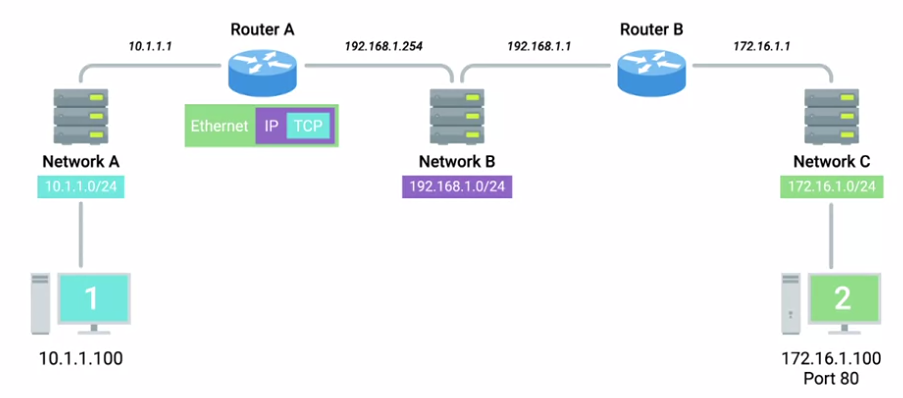 Router A
Router B
10.1.1.1
192.168.1.254
192.168.1.1
172.16.1.1
Ethernet IP TCP
Network A
Network B
Network C
10.1.1.0/24
192.168.1.0/24
172.16.1.0/24
1
2
10.1.1.100
172.16.1.100
Port 80